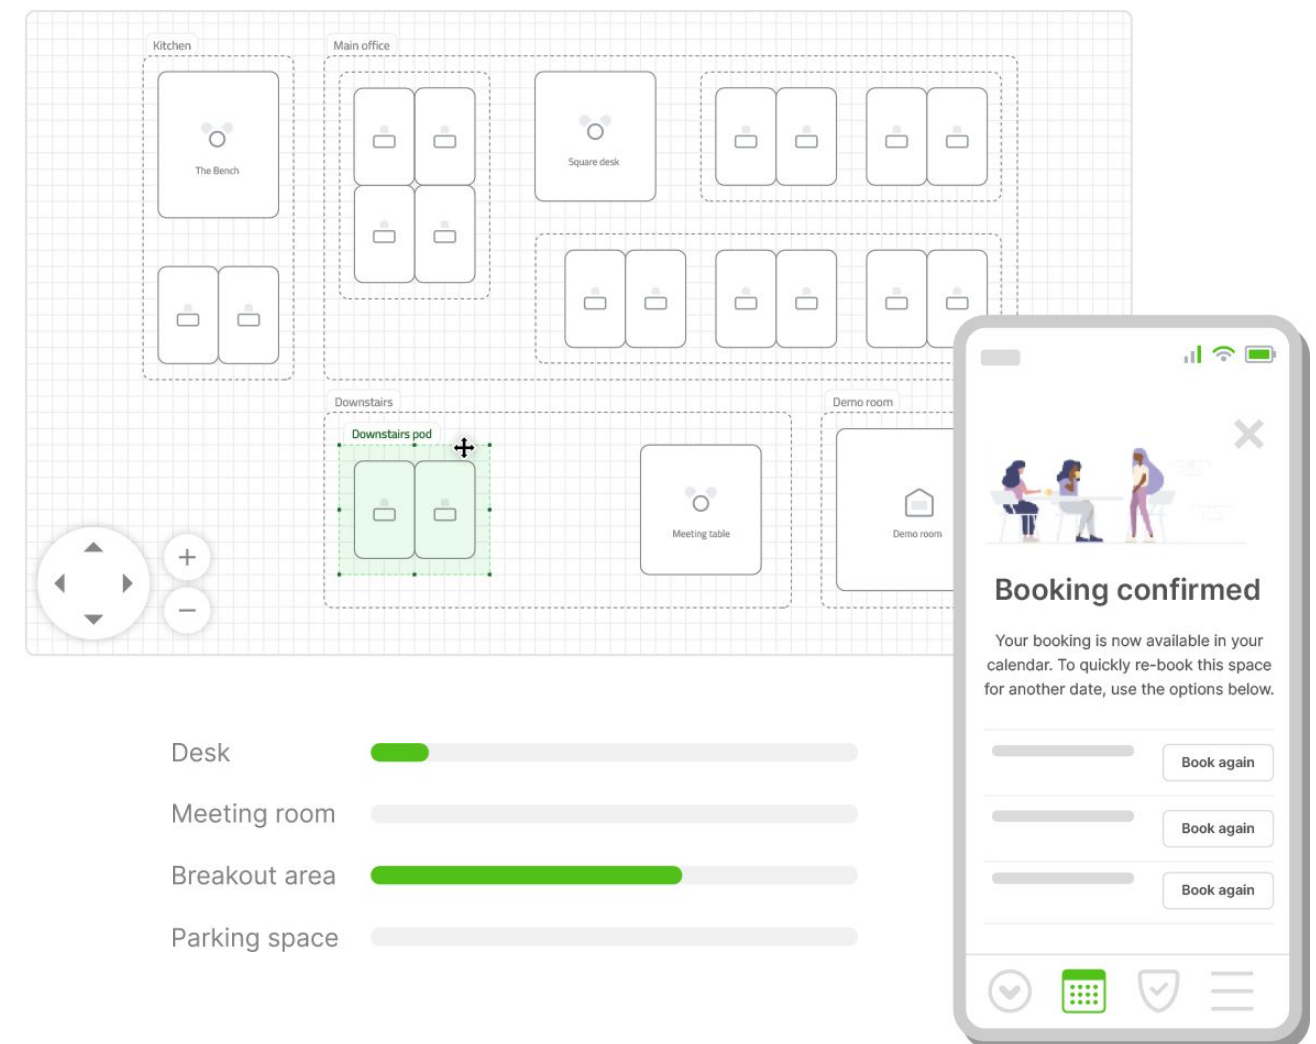 Kitchen
Main office
The Bench
Square desk
Downstairs
Demo room
Downstairs pod
Meeting table
Demo room
Booking confirmed
Your booking is now available in your
calendar. To quickly re-book this space
for another date, use the options below.
Book again
Book again
Book again
Desk
Meeting room
Breakout area
Parking space